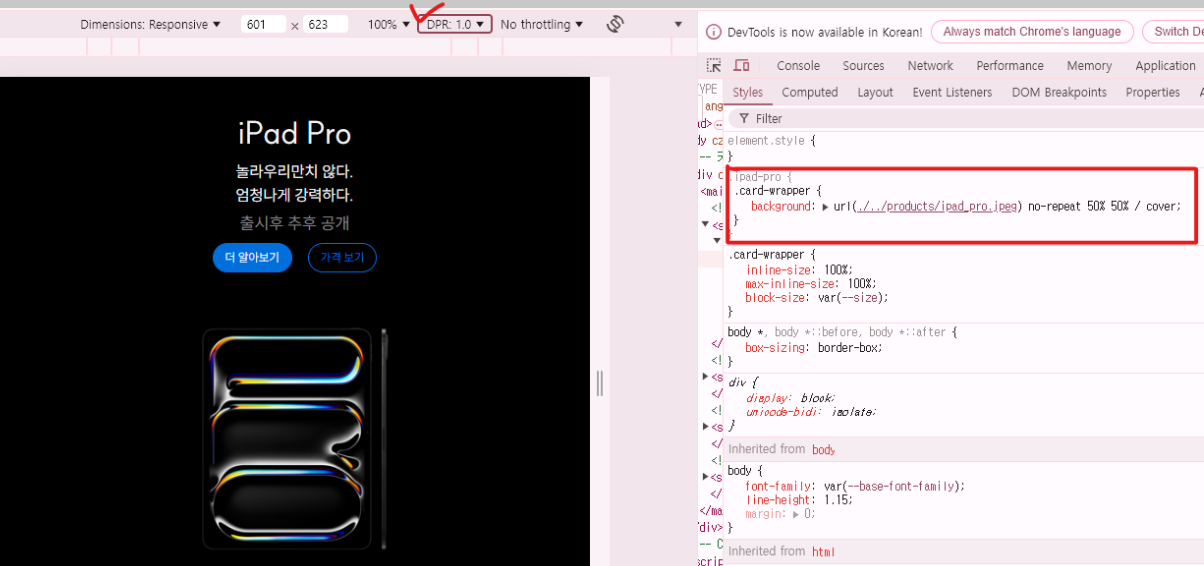 Dimensions: Responsive ▼ 601 × 623 100% ▼ DPR: 1.0 ▼ No throttling ▼
DevTools is now available in Korean! Always match Chrome's language Switch De
Console Sources Network Performance Memory Application
Styles Computed Layout Event Listeners DOM Breakpoints Properties
Filter
iPad Pro
놀라우리만치 않다.
엄청나게 강력하다.
출시후 추후 공개
더 알아보기 가격 보기
element.style {
}
.ipad-pro {
.card-wrapper {
background: ▶ url(./../products/ipad_pro.jpeg) no-repeat 50% 50% / cover;
}
}
.card-wrapper {
inline-size: 100%;
max-inline-size: 100%;
block-size: var(--size);
}
body *, body *::before, body *::after {
box-sizing: border-box;
}
div {
display: block;
unicode-bidi: isolate;
}
Inherited from body
body {
font-family: var(--base-font-family);
line-height: 1.15;
margin: ▶ 0;
}
Inherited from html